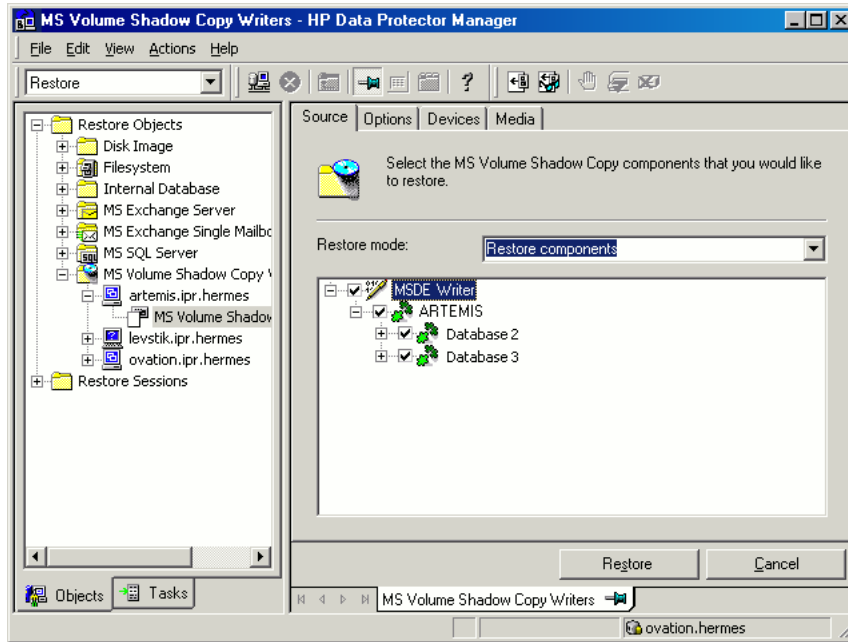 MS Volume Shadow Copy Writers - HP Data Protector Manager
File Edit View Actions Help
Restore
Restore Objects
Disk Image
Filesystem
Internal Database
MS Exchange Server
MS Exchange Single Mailbo
MS SQL Server
MS Volume Shadow Copy
artemis.ipr.hermes
MS Volume Shadow
levstik.ipr.hermes
ovation.ipr.hermes
Restore Sessions
Objects Tasks
Source Options Devices Media
Select the MS Volume Shadow Copy components that you would like
to restore.
Restore mode: Restore components
MSDE Writer
ARTEMIS
Database 2
Database 3
Restore Cancel
MS Volume Shadow Copy Writers
ovation.hermes